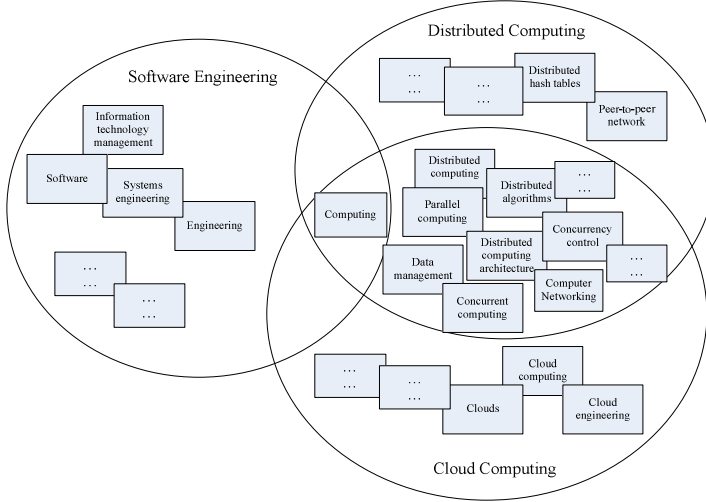 Distributed Computing
Software Engineering
... 
...
...
...
Distributed
hash tables
Peer-to-peer
network
Information
technology
management
Software
Systems
engineering
Engineering
...
...
...
...
Computing
Distributed
computing
Distributed
algorithms
...
...
Parallel
computing
Concurrency
control
Distributed
computing
architecture
...
...
Data
management
Computer
Networking
Concurrent
computing
...
...
...
...
Cloud
computing
Clouds
Cloud
engineering
Cloud Computing